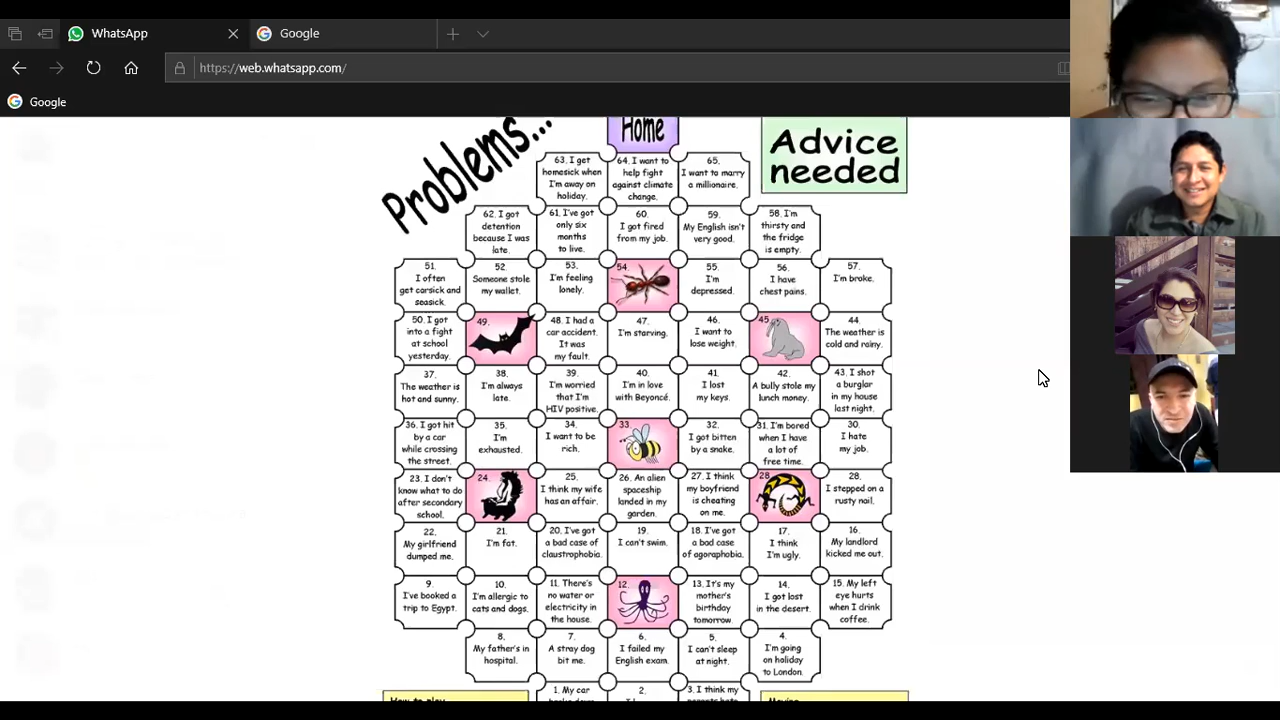 WhatsApp
Google
https://web.whatsapp.com/
Google
Problems...
Home
Advice
needed
63. I get
homesick when
I'm away on
holiday.
64. I want to
help fight
against climate
change.
65.
I want to marry
a millionaire.
62. I got
detention
because I was
late.
61. I've got
only six
months
to live.
60.
I got fired
from my job.
59.
My English isn't
very good.
58. I'm
thirsty and
the fridge
is empty.
51.
I often
get carsick and
seasick.
52.
Someone stole
my wallet.
53.
I'm feeling
lonely.
54.
55.
I'm
depressed.
56.
I have
chest pains.
57.
I'm broke.
50. I got
into a fight
at school
yesterday.
49.
48. I had a
car accident.
It was
my fault.
47.
I'm starving.
46.
I want to
lose weight.
45.
44.
The weather is
cold and rainy.
37.
The weather is
hot and sunny.
38.
I'm always
late.
39.
I'm worried
that I'm
HIV positive.
40.
I'm in love
with Beyoncé.
41.
I lost
my keys.
42.
A bully stole my
lunch money.
43. I shot
a burglar
in my house
last night.
36. I got hit
by a car
while crossing
the street.
35.
I'm
exhausted.
34.
I want to be
rich.
33.
32.
I got bitten
by a snake.
31. I'm bored
when I have
a lot of
free time.
30.
I hate
my job.
23. I don't
know what to do
after secondary
school.
24.
25.
I think my wife
has an affair.
26. An alien
spaceship
landed in my
garden.
27. I think
my boyfriend
is cheating
on me.
28
28.
I stepped on a
rusty nail.
22.
My girlfriend
dumped me.
21.
I'm fat.
20. I've got
a bad case of
claustrophobia.
19.
I can't swim.
18. I've got
a bad case
of agoraphobia.
17.
I think
I'm ugly.
16.
My landlord
kicked me out.
9.
I've booked a
trip to Egypt.
10.
I'm allergic to
cats and dogs.
11. There's
no water or
electricity in
the house.
12.
13. It's my
mother's
birthday
tomorrow.
14.
I got lost
in the desert.
15. My left
eye hurts
when I drink
coffee.
8.
My father's in
hospital.
7.
A stray dog
bit me.
6.
I failed my
English exam.
5.
I can't sleep
at night.
4.
I'm going
on holiday
to London.
1. My car
2.
3. I think my
How to play
Moving